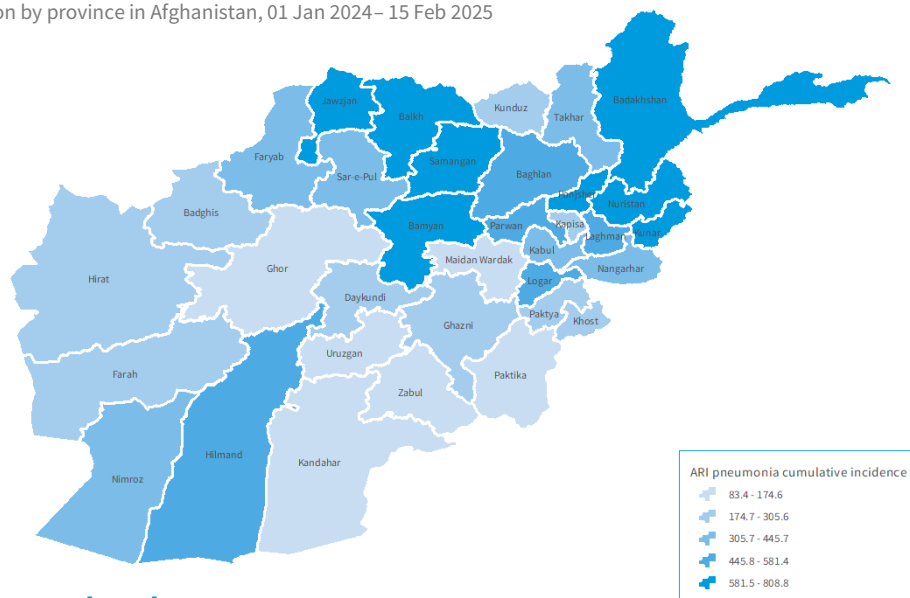 on by province in Afghanistan, 01 Jan 2024– 15 Feb 2025
Jawzjan
Balkh
Kunduz
Takhar
Badakhshan
Faryab
Sar-e-Pul
Samangan
Baghlan
Panjsher
Nuristan
Badghis
Bamyan
Parwan
Kapisa
Laghman
Kunar
Hirat
Ghor
Maidan Wardak
Kabul
Nangarhar
Logar
Daykundi
Ghazni
Paktya
Khost
Uruzgan
Farah
Zabul
Paktika
Hilmand
Kandahar
Nimroz
ARI pneumonia cumulative incidence
83.4 - 174.6
174.7 - 305.6
305.7 - 445.7
445.8 - 581.4
581.5 - 808.8